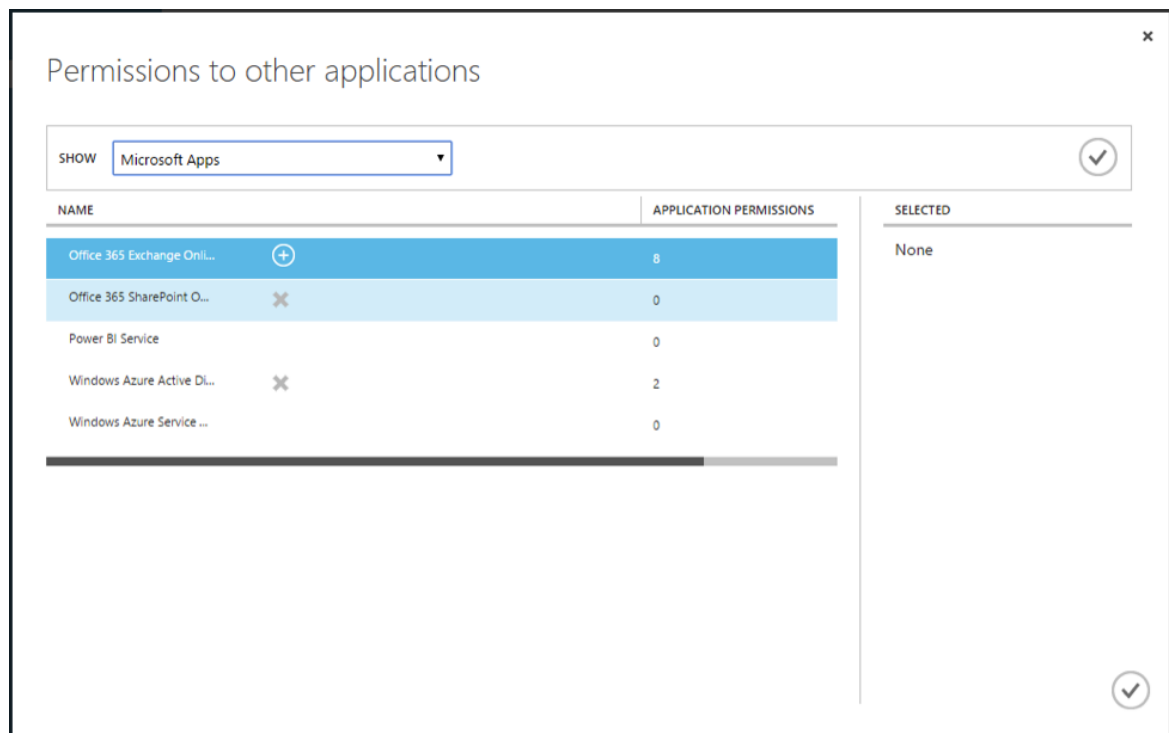 Permissions to other applications
SHOW Microsoft Apps
NAME APPLICATION PERMISSIONS SELECTED
Office 365 Exchange Onli... 8 None
Office 365 SharePoint O... 0
Power BI Service 0
Windows Azure Active Di... 2
Windows Azure Service ... 0